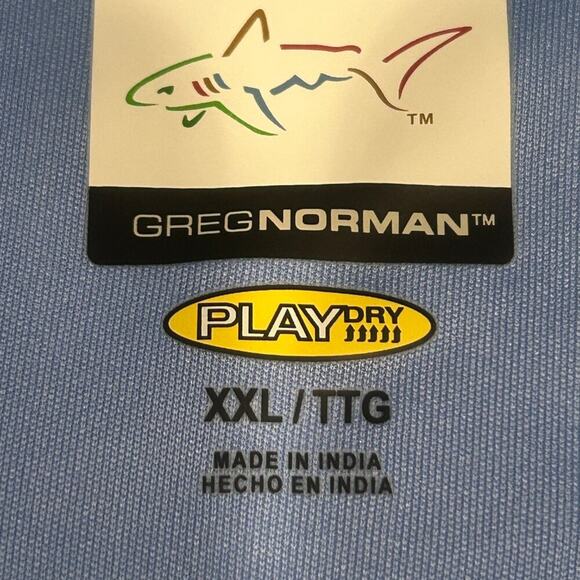 TM
GREGNORMAN™
PLAYDRY
XXL/TTG
MADE IN INDIA
HECHO EN INDIA